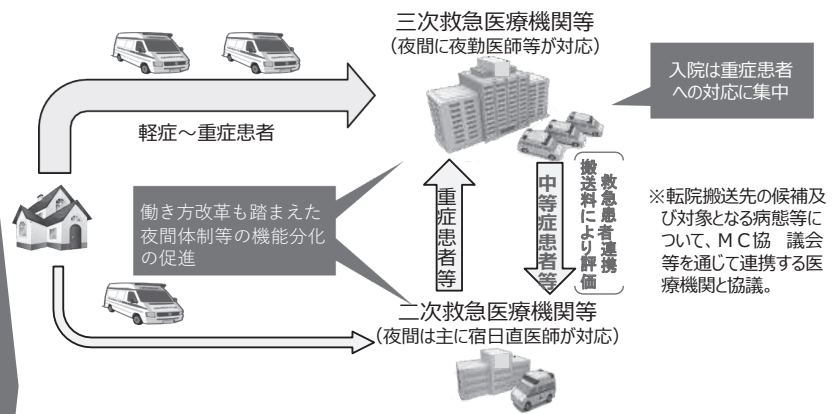 三次救急医療機関等
（夜間に夜勤医師等が対応）
入院は重症患者
への対応に集中
軽症～重症患者
働き方改革も踏まえた
夜間体制等の機能分化
の促進
重症患者等
中等症患者等
救急患者連携
搬送料により評価
※転院搬送先の候補及
び対象となる病態等に
ついて、ＭＣ協　議会
等を通じて連携する医
療機関と協議。
二次救急医療機関等
（夜間は主に宿日直医師が対応）